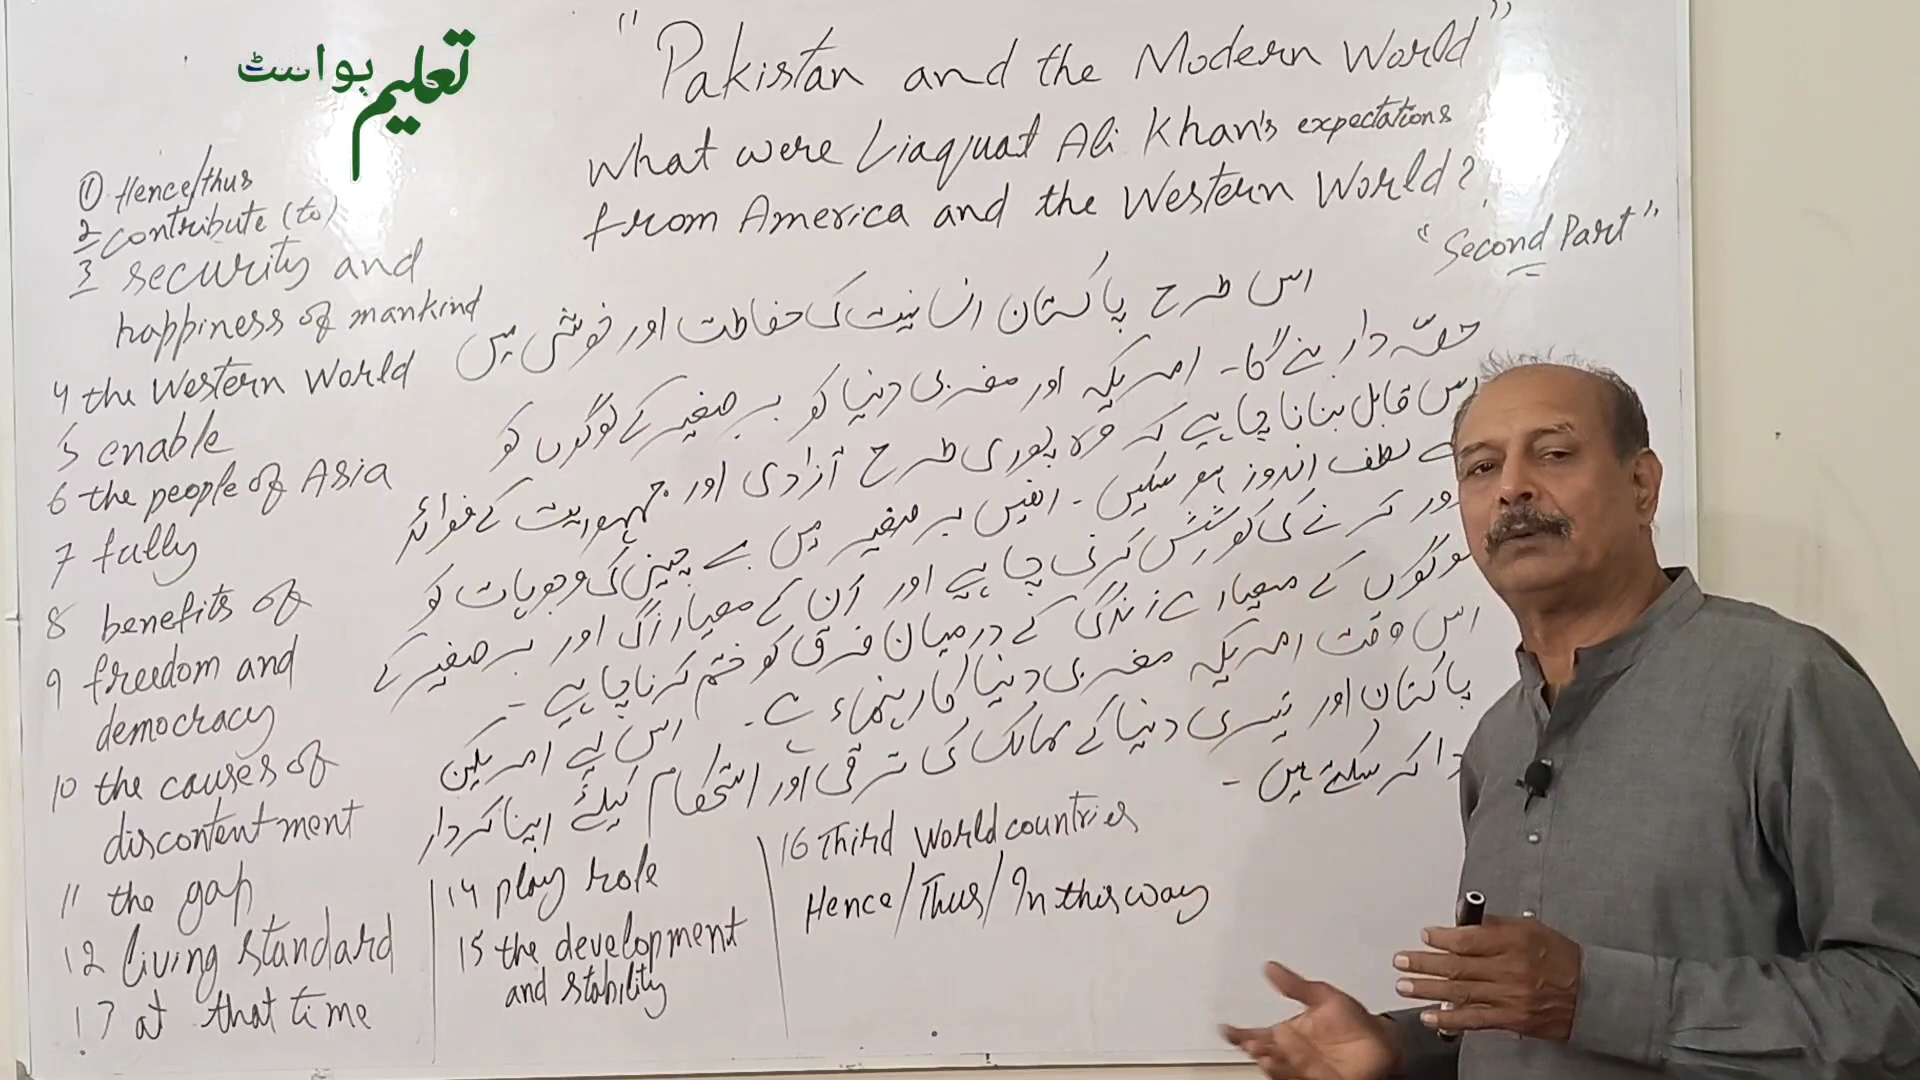 تعلیم پوائنٹ
"Pakistan and the Modern World"
What were Liaquat Ali Khan's expectations
from America and the Western World?
"Second Part"
① Hence/thus
2 contribute (to)
3 security and
happiness of mankind
4 the Western World
5 enable
6 the people of Asia
7 fully
8 benefits of
9 freedom and
democracy
10 the causes of
discontentment
11 the gap
12 living standard
13 at that time
اس طرح پاکستان انسانیت کی حفاظت اور خوشی میں
حصّہ دار بنے گا۔ امریکہ اور مغربی دنیا کو برصغیر کے لوگوں کو
اس قابل بنانا چاہیے کہ وہ پوری طرح آزادی اور جمہوریت کے فوائد
سے لطف اندوز ہو سکیں۔ انہیں برصغیر میں بے چینی کی وجوہات کو
دور کرنے کی کوشش کرنی چاہیے اور اُن کے معیار زندگی اور برصغیر کے
لوگوں کے معیار زندگی کے درمیان فرق کو ختم کرنا چاہیے۔
اس وقت امریکہ مغربی دنیا کا رہنماء ہے۔ اس لیے امریکن
پاکستان اور تیسری دنیا کے ممالک کی ترقی اور استحکام کیلئے اپنا کردار
ادا کر سکتے ہیں۔
14 play role
15 the development
and stability
16 Third World countries
Hence/Thus/In this way